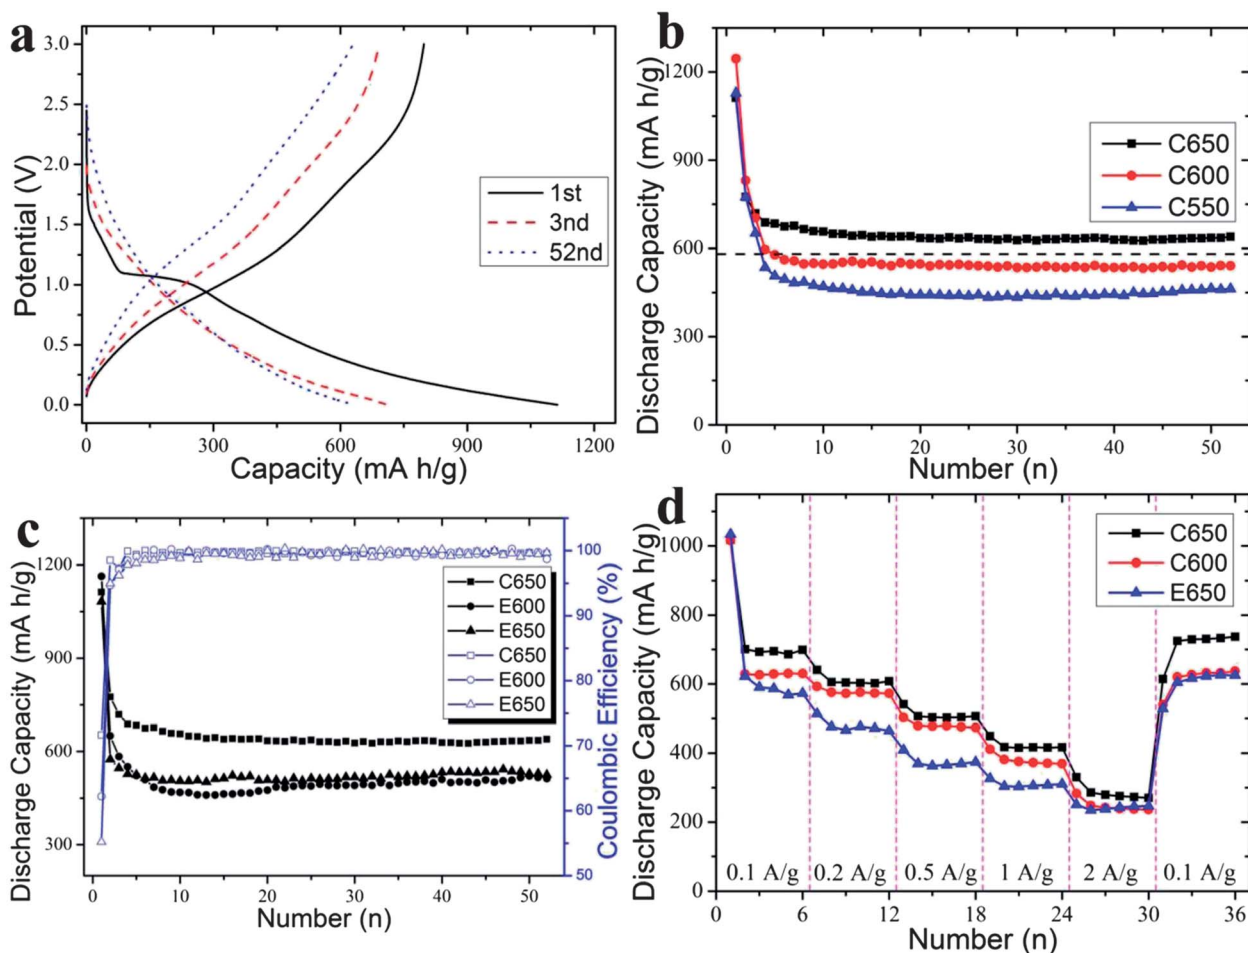 a
3.0
2.5
2.0
1.5
1.0
0.5
0.0
Potential (V)
1st
3nd
52nd
0 300 600 900 1200
Capacity (mA h/g)
b
1200
900
600
300
0
Discharge Capacity (mA h/g)
C650
C600
C550
0 10 20 30 40 50
Number (n)
c
1200
900
600
300
Discharge Capacity (mA h/g)
C650
E600
E650
C650
E600
E650
100
95
90
85
80
75
70
65
60
55
50
Coulombic Efficiency (%)
0 10 20 30 40 50
Number (n)
d
1000
800
600
400
200
0
Discharge Capacity (mA h/g)
C650
C600
E650
0.1 A/g 0.2 A/g 0.5 A/g 1 A/g 2 A/g 0.1 A/g
0 6 12 18 24 30 36
Number (n)